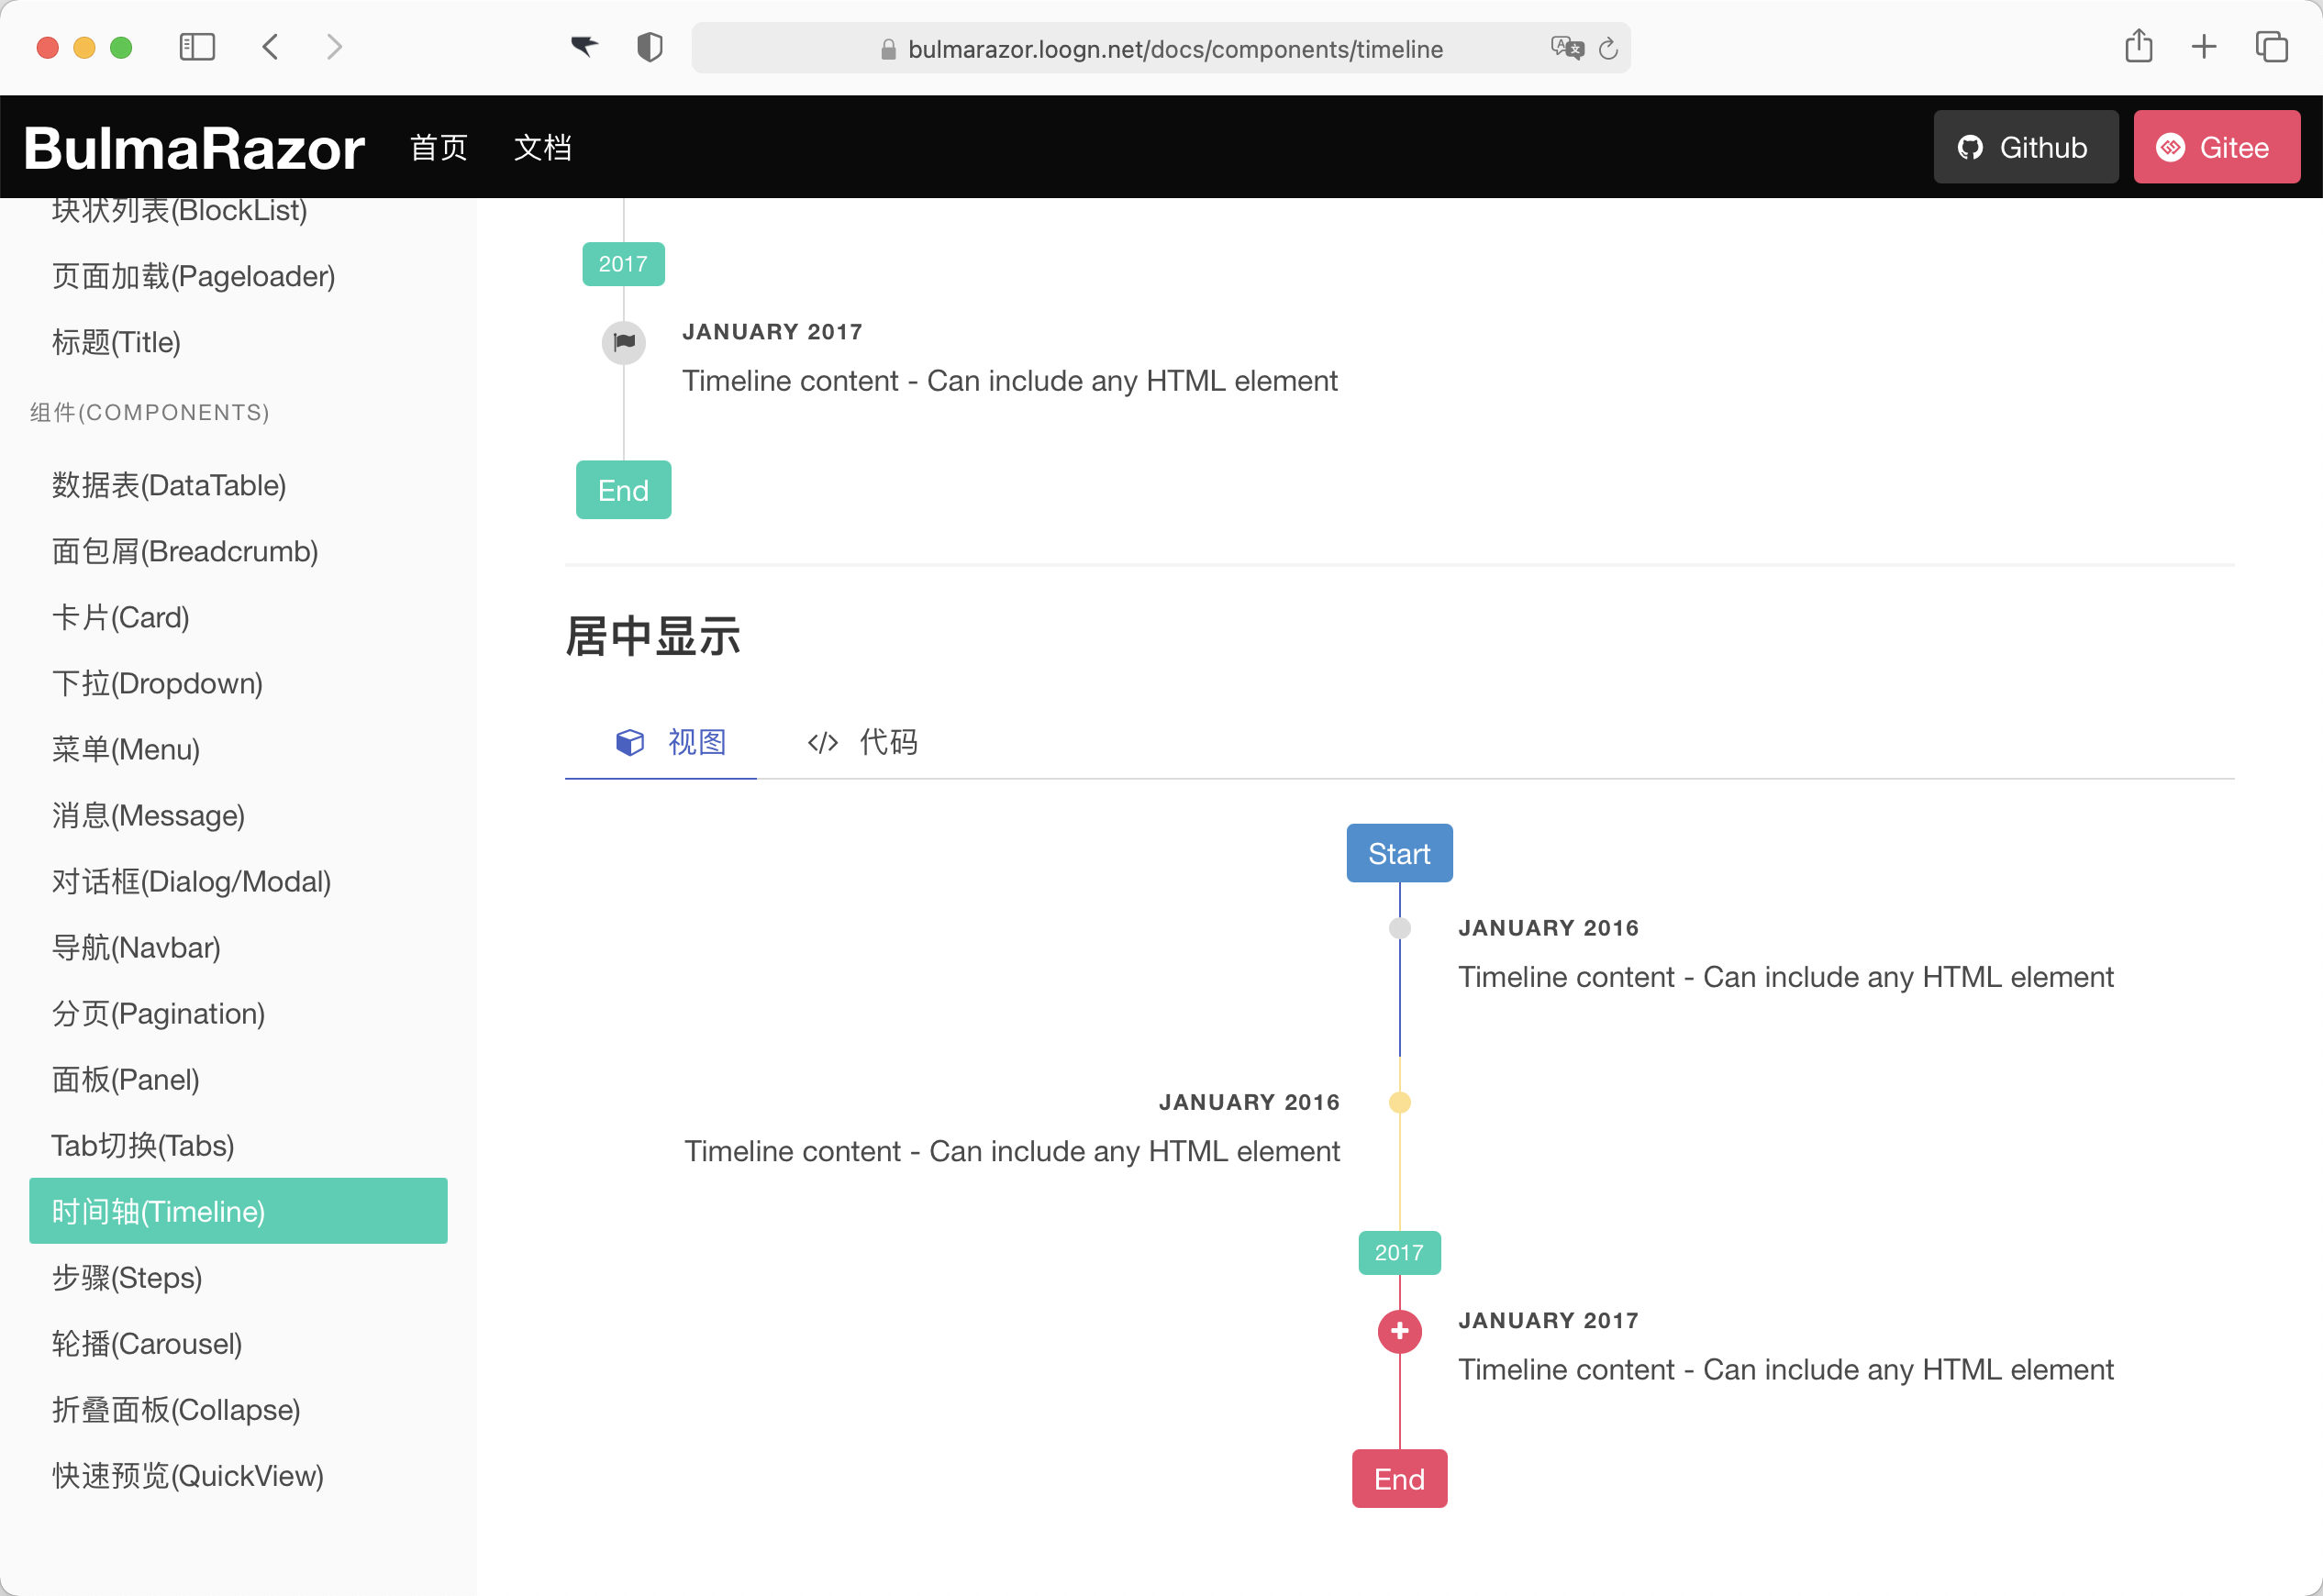 bulmarazor.loogn.net/docs/components/timeline
BulmaRazor 首页 文档 Github Gitee
块状列表(BlockList)
页面加载(Pageloader)
标题(Title)
组件(COMPONENTS)
数据表(DataTable)
面包屑(Breadcrumb)
卡片(Card)
下拉(Dropdown)
菜单(Menu)
消息(Message)
对话框(Dialog/Modal)
导航(Navbar)
分页(Pagination)
面板(Panel)
Tab切换(Tabs)
时间轴(Timeline)
步骤(Steps)
轮播(Carousel)
折叠面板(Collapse)
快速预览(QuickView)
2017
JANUARY 2017
Timeline content - Can include any HTML element
End
居中显示
视图 </> 代码
Start
JANUARY 2016
Timeline content - Can include any HTML element
JANUARY 2016
Timeline content - Can include any HTML element
2017
JANUARY 2017
Timeline content - Can include any HTML element
End